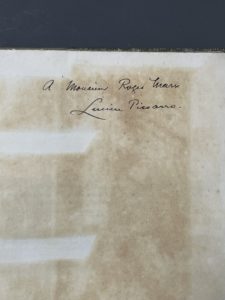 A Monsieur Roger Marx
Lucien Pissarro.